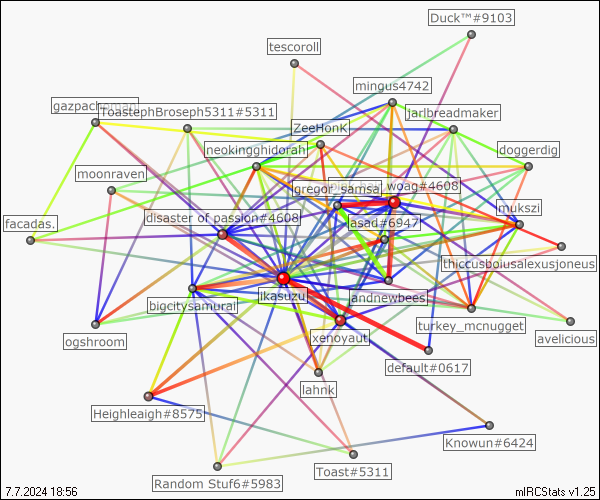 Duck™#9103
tescoroll
mingus4742
gazpacho
ToastephBroseph5311#5311
jarlbreadmaker
ZeeHonK
neokingghidorah
doggerdig
moonraven
gregor_samsa
woag#4608
mukszi
disaster of passion#4608
asad#6947
facadas.
thiccusboiusalexusjoneus
ikasuzu
andnewbees
bigcitysamurai
turkey_mcnugget
avelicious
xenoyaut
ogshroom
default#0617
lahnk
Heighleaigh#8575
Knowun#6424
Toast#5311
Random Stuf6#5983
7.7.2024 18:56
mIRCStats v1.25